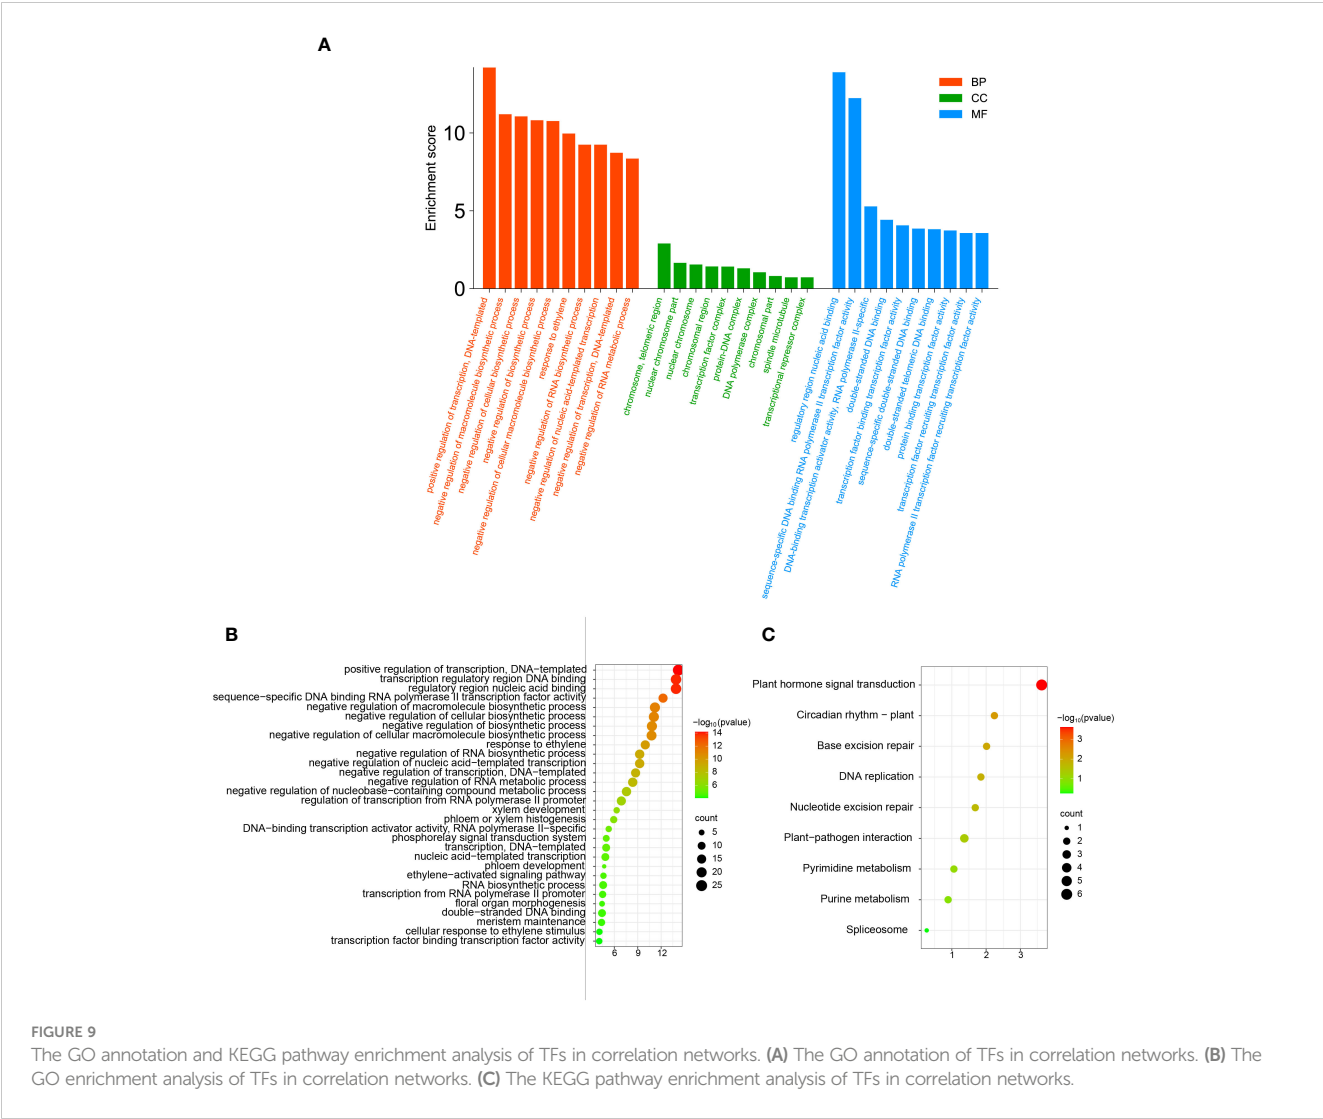 A
BP
CC
MF
Enrichment score
10
5
0
positive regulation of transcription, DNA-templated
negative regulation of macromolecule biosynthetic process
negative regulation of cellular biosynthetic process
negative regulation of biosynthetic process
negative regulation of cellular macromolecule biosynthetic process
response to ethylene
negative regulation of RNA biosynthetic process
negative regulation of nucleic acid-templated transcription
negative regulation of transcription, DNA-templated
negative regulation of RNA metabolic process
chromosome, telomeric region
nuclear chromosome part
nuclear chromosome
chromosomal region
transcription factor complex
protein-DNA complex
DNA polymerase complex
chromosomal part
spindle microtubule
transcriptional repressor complex
regulatory region nucleic acid binding
sequence-specific DNA binding RNA polymerase II transcription factor activity
DNA-binding transcription activator activity, RNA polymerase II-specific
double-stranded DNA binding
transcription factor binding transcription factor activity
sequence-specific double-stranded DNA binding
double-stranded telomeric DNA binding
protein binding transcription factor activity
transcription factor recruiting transcription factor activity
RNA polymerase II transcription factor recruiting transcription factor activity
B
positive regulation of transcription, DNA−templated
transcription regulatory region DNA binding
regulatory region nucleic acid binding
sequence−specific DNA binding RNA polymerase II transcription factor activity
negative regulation of macromolecule biosynthetic process
negative regulation of cellular biosynthetic process
negative regulation of biosynthetic process
negative regulation of cellular macromolecule biosynthetic process
response to ethylene
negative regulation of RNA biosynthetic process
negative regulation of nucleic acid−templated transcription
negative regulation of transcription, DNA−templated
negative regulation of RNA metabolic process
negative regulation of nucleobase−containing compound metabolic process
regulation of transcription from RNA polymerase II promoter
xylem development
phloem or xylem histogenesis
DNA−binding transcription activator activity, RNA polymerase II−specific
phosphorelay signal transduction system
transcription, DNA−templated
nucleic acid−templated transcription
phloem development
ethylene−activated signaling pathway
RNA biosynthetic process
transcription from RNA polymerase II promoter
floral organ morphogenesis
double−stranded DNA binding
meristem maintenance
cellular response to ethylene stimulus
transcription factor binding transcription factor activity
6 9 12
−log10(pvalue)
14
12
10
8
6
count
5
10
15
20
25
C
Plant hormone signal transduction
Circadian rhythm − plant
Base excision repair
DNA replication
Nucleotide excision repair
Plant−pathogen interaction
Pyrimidine metabolism
Purine metabolism
Spliceosome
1 2 3
−log10(pvalue)
3
2
1
count
1
2
3
4
5
6
FIGURE 9
The GO annotation and KEGG pathway enrichment analysis of TFs in correlation networks. (A) The GO annotation of TFs in correlation networks. (B) The
GO enrichment analysis of TFs in correlation networks. (C) The KEGG pathway enrichment analysis of TFs in correlation networks.